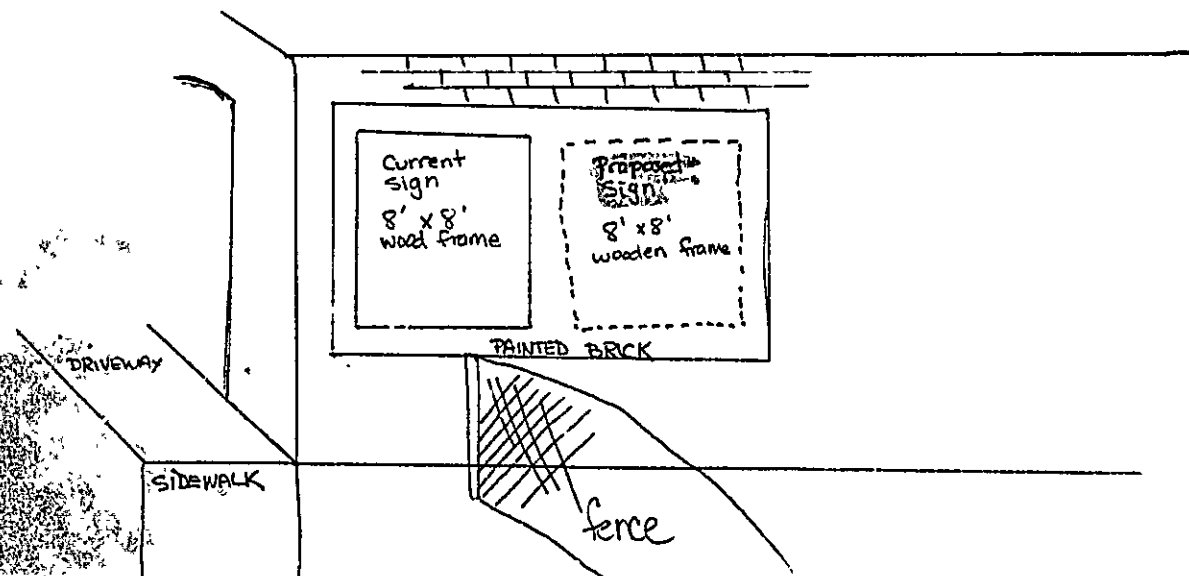 Current
sign
8' x 8'
wood frame
Proposed
Sign
8' x 8'
wooden frame
PAINTED BRICK
DRIVEWAY
SIDEWALK
fence